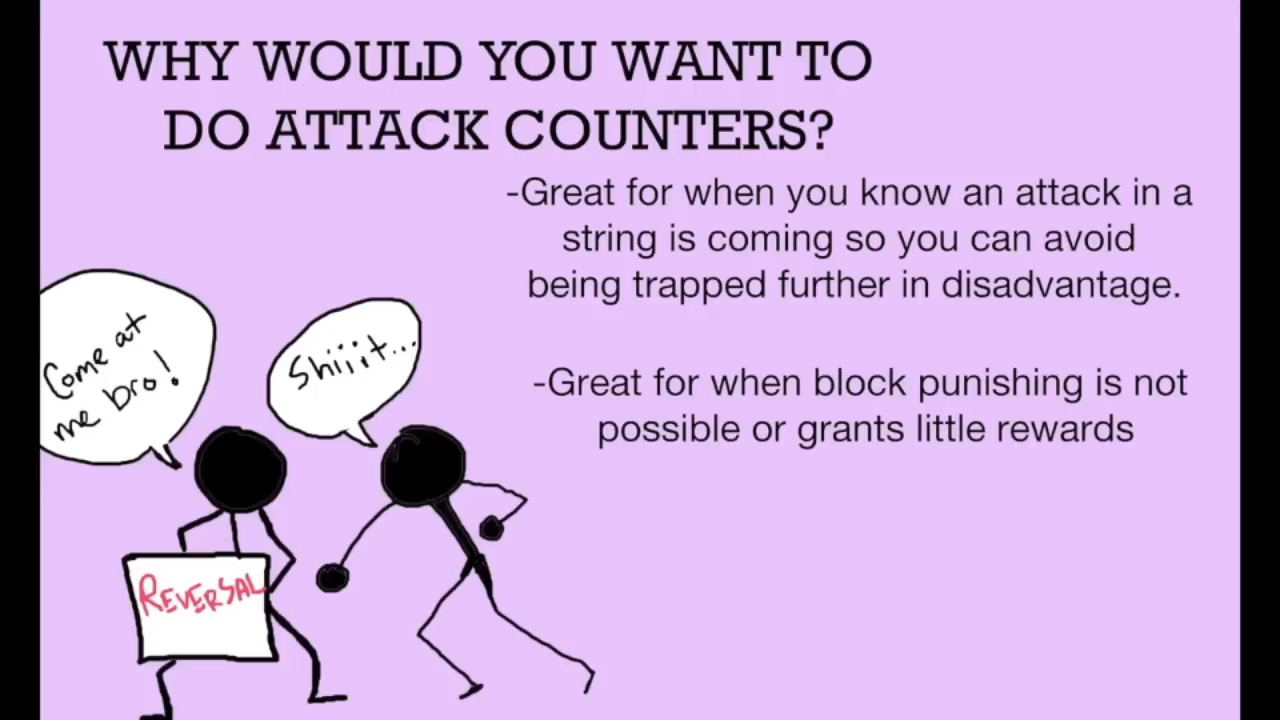 WHY WOULD YOU WANT TO
DO ATTACK COUNTERS?
-Great for when you know an attack in a
string is coming so you can avoid
being trapped further in disadvantage.
-Great for when block punishing is not
possible or grants little rewards
Come at
me bro!
Shiiit...
REVERSAL